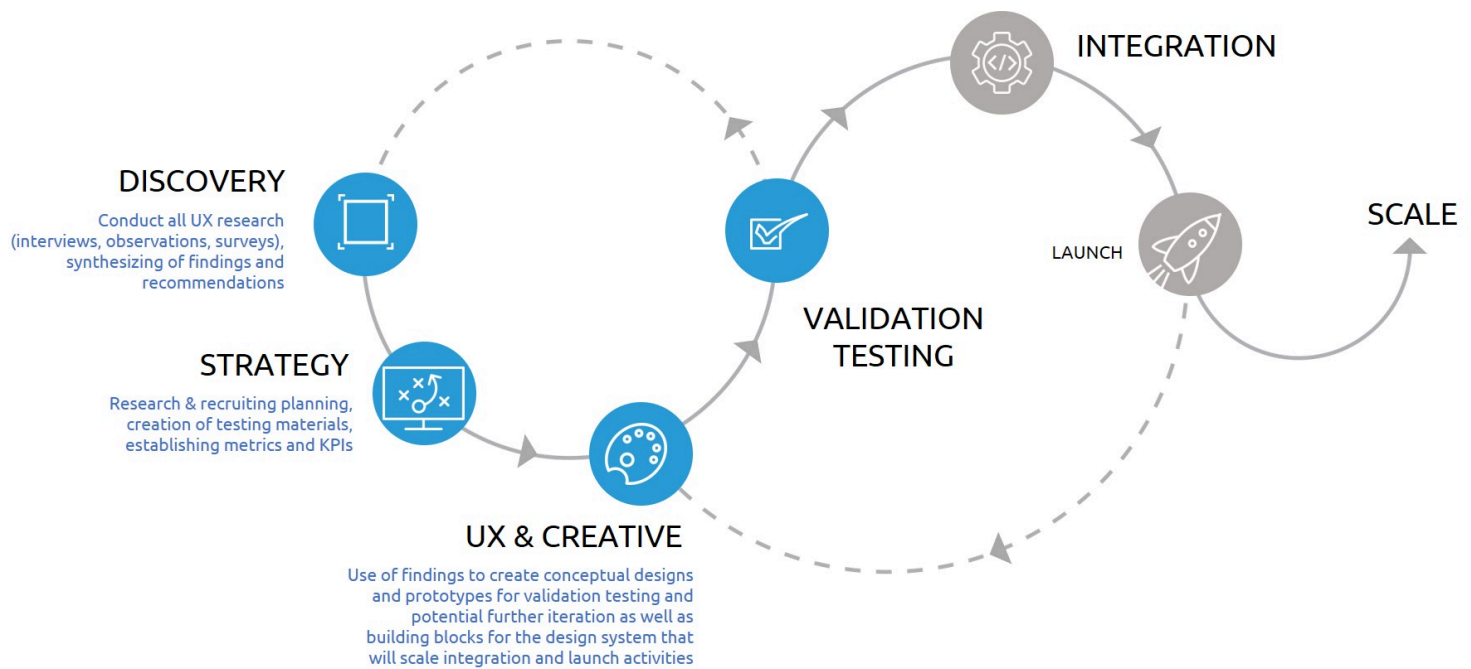 DISCOVERY
Conduct all UX research
(interviews, observations, surveys),
synthesizing of findings and
recommendations
STRATEGY
Research & recruiting planning,
creation of testing materials,
establishing metrics and KPIs
UX & CREATIVE
Use of findings to create conceptual designs
and prototypes for validation testing and
potential further iteration as well as
building blocks for the design system that
will scale integration and launch activities
VALIDATION
TESTING
INTEGRATION
</>
LAUNCH
SCALE